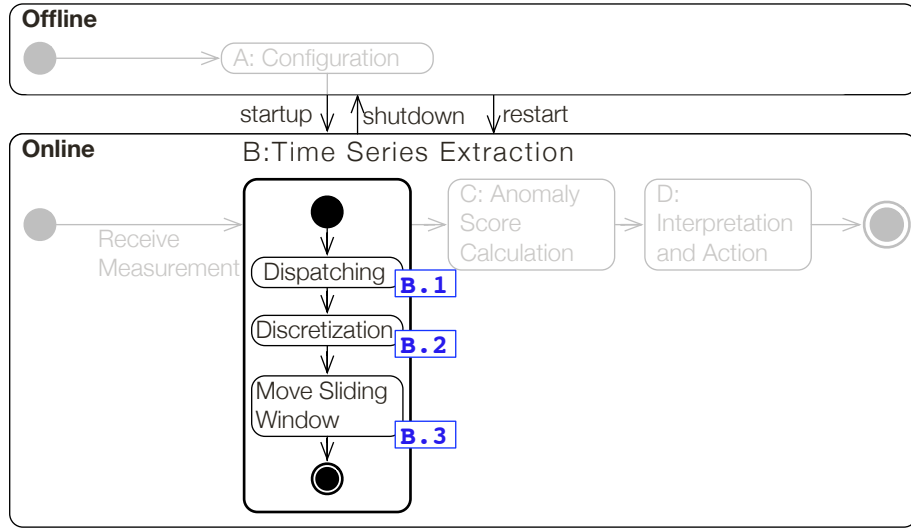 Offline
A: Configuration
startup
shutdown
restart
Online
B:Time Series Extraction
Receive
Measurement
Dispatching
B.1
Discretization
B.2
Move Sliding
Window
B.3
C: Anomaly
Score
Calculation
D:
Interpretation
and Action